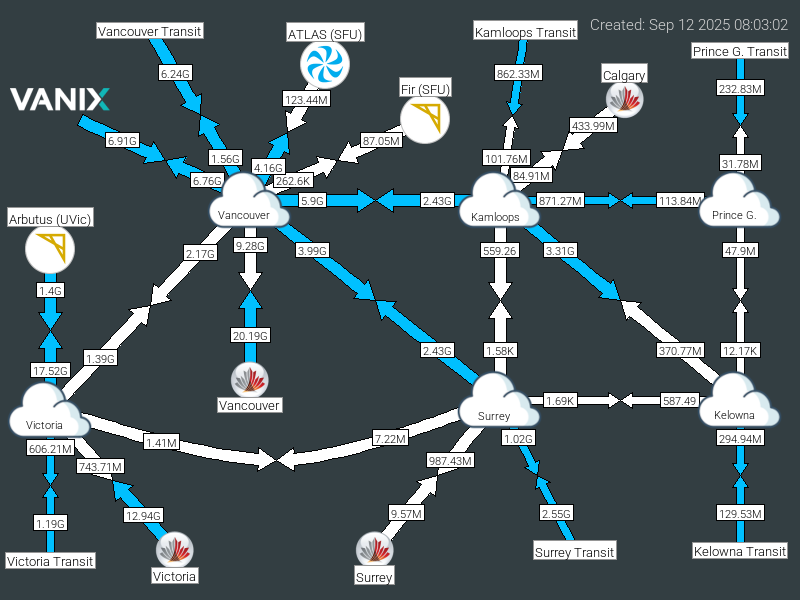 Created: Sep 12 2025 08:03:02
Vancouver Transit
ATLAS (SFU)
Kamloops Transit
Prince G. Transit
6.24G
862.33M
Calgary
Fir (SFU)
232.83M
VANIX
123.44M
433.99M
6.91G
87.05M
1.56G
101.76M
31.78M
4.16G
84.91M
6.76G
262.6K
5.9G
2.43G
871.27M
113.84M
Vancouver
Kamloops
Prince G.
Arbutus (UVic)
2.17G
9.28G
3.99G
559.26
3.31G
47.9M
1.4G
20.19G
1.39G
2.43G
1.58K
370.77M
12.17K
17.52G
Vancouver
1.69K
587.49
Victoria
Surrey
Kelowna
1.41M
7.22M
1.02G
294.94M
606.21M
743.71M
987.43M
12.94G
9.57M
2.55G
129.53M
1.19G
Victoria Transit
Victoria
Surrey
Surrey Transit
Kelowna Transit